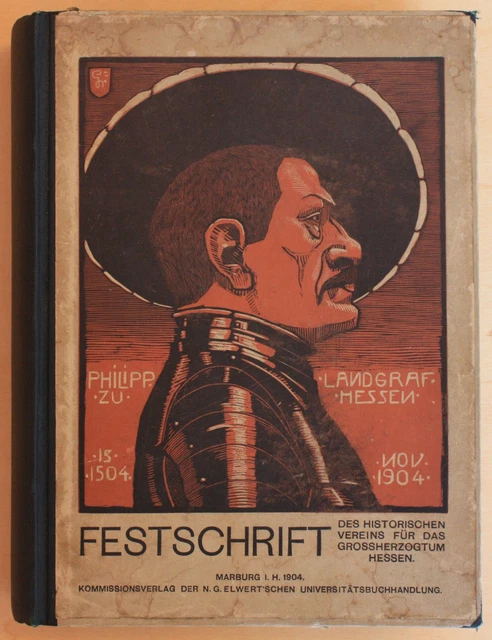 PHILIPP · LANDGRAF ·
· ZU · · HESSEN ·
· 13 · · NOV ·
· 1504 · · 1904 ·
FESTSCHRIFT
DES HISTORISCHEN
VEREINS FÜR DAS
GROSSHERZOGTUM
HESSEN.
MARBURG I. H. 1904.
KOMMISSIONSVERLAG DER N. G. ELWERT'SCHEN UNIVERSITÄTSBUCHHANDLUNG.